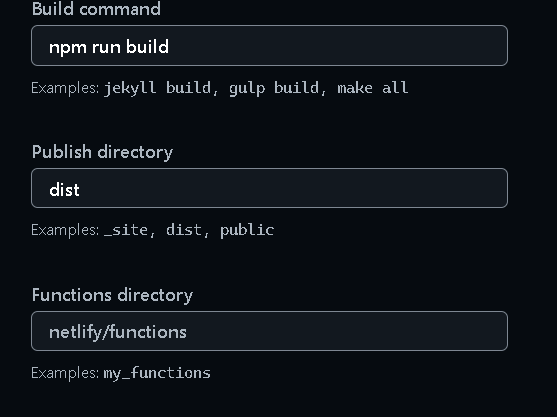 Build command
npm run build
Examples: jekyll build, gulp build, make all
Publish directory
dist
Examples: _site, dist, public
Functions directory
netlify/functions
Examples: my_functions